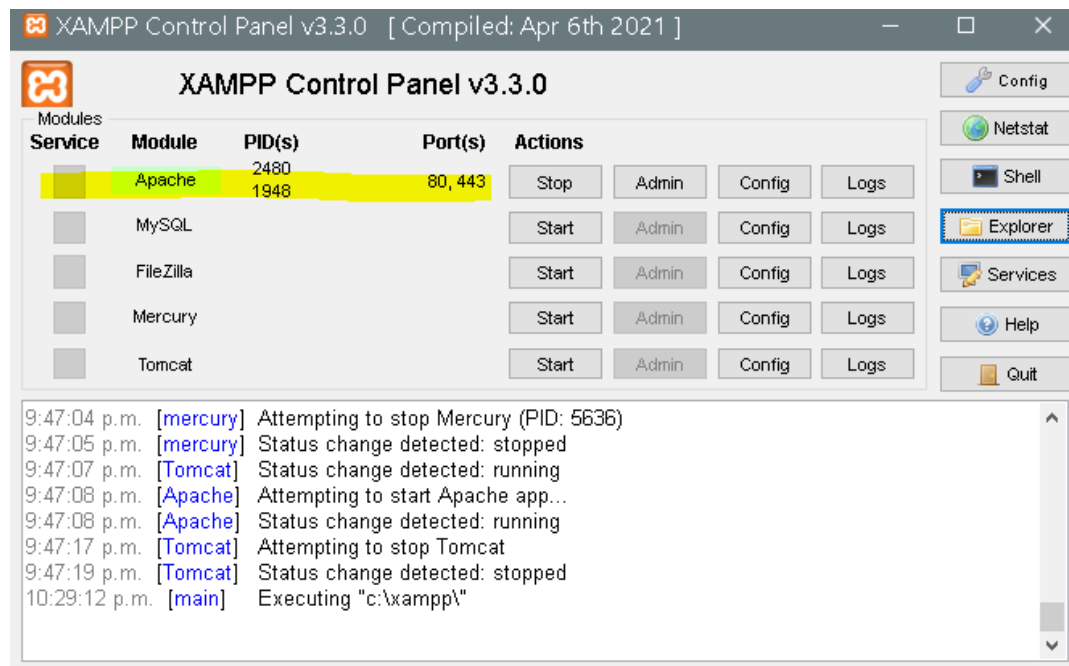 XAMPP Control Panel v3.3.0 [ Compiled: Apr 6th 2021 ]
XAMPP Control Panel v3.3.0
Config
Modules
Service Module PID(s) Port(s) Actions
Netstat
Apache 2480 1948 80, 443 Stop Admin Config Logs
Shell
MySQL Start Admin Config Logs
Explorer
FileZilla Start Admin Config Logs
Services
Mercury Start Admin Config Logs
Help
Tomcat Start Admin Config Logs
Quit
9:47:04 p.m. [mercury] Attempting to stop Mercury (PID: 5636)
9:47:05 p.m. [mercury] Status change detected: stopped
9:47:07 p.m. [Tomcat] Status change detected: running
9:47:08 p.m. [Apache] Attempting to start Apache app...
9:47:08 p.m. [Apache] Status change detected: running
9:47:17 p.m. [Tomcat] Attempting to stop Tomcat
9:47:19 p.m. [Tomcat] Status change detected: stopped
10:29:12 p.m. [main] Executing "c:\xampp\"